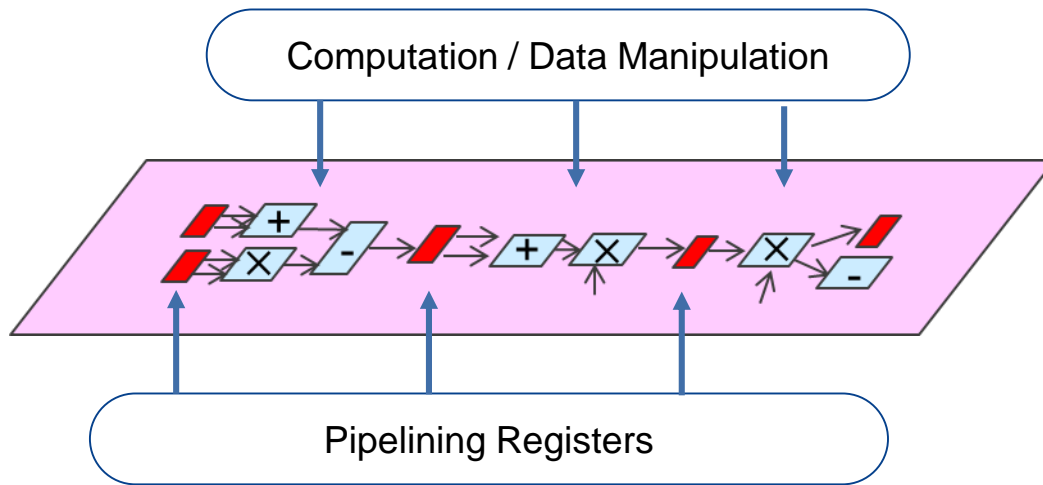 Computation / Data Manipulation
+ - + × × -
×
Pipelining Registers